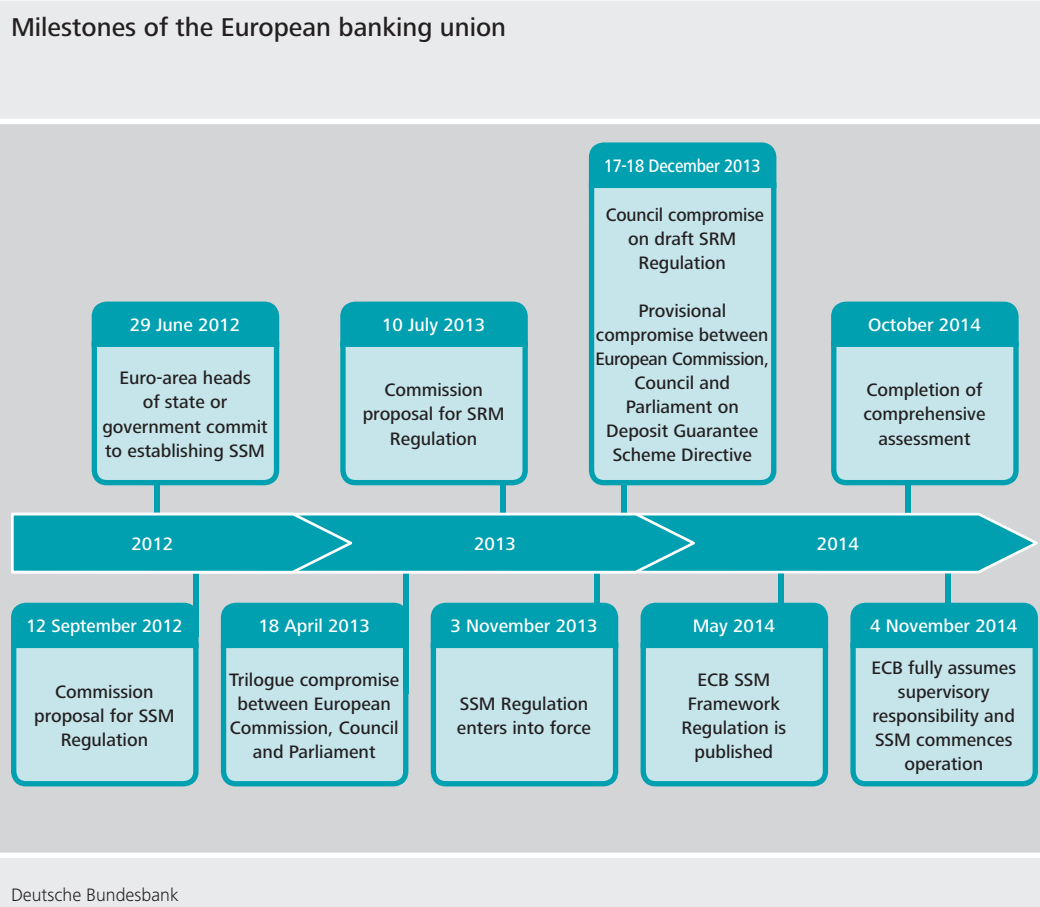 Milestones of the European banking union
17-18 December 2013
Council compromise
on draft SRM
Regulation
Provisional
compromise between
European Commission,
Council and
Parliament on
Deposit Guarantee
Scheme Directive
29 June 2012
Euro-area heads
of state or
government commit
to establishing SSM
10 July 2013
Commission
proposal for SRM
Regulation
October 2014
Completion of
comprehensive
assessment
2012
2013
2014
12 September 2012
Commission
proposal for SSM
Regulation
18 April 2013
Trilogue compromise
between European
Commission, Council
and Parliament
3 November 2013
SSM Regulation
enters into force
May 2014
ECB SSM
Framework
Regulation is
published
4 November 2014
ECB fully assumes
supervisory
responsibility and
SSM commences
operation
Deutsche Bundesbank